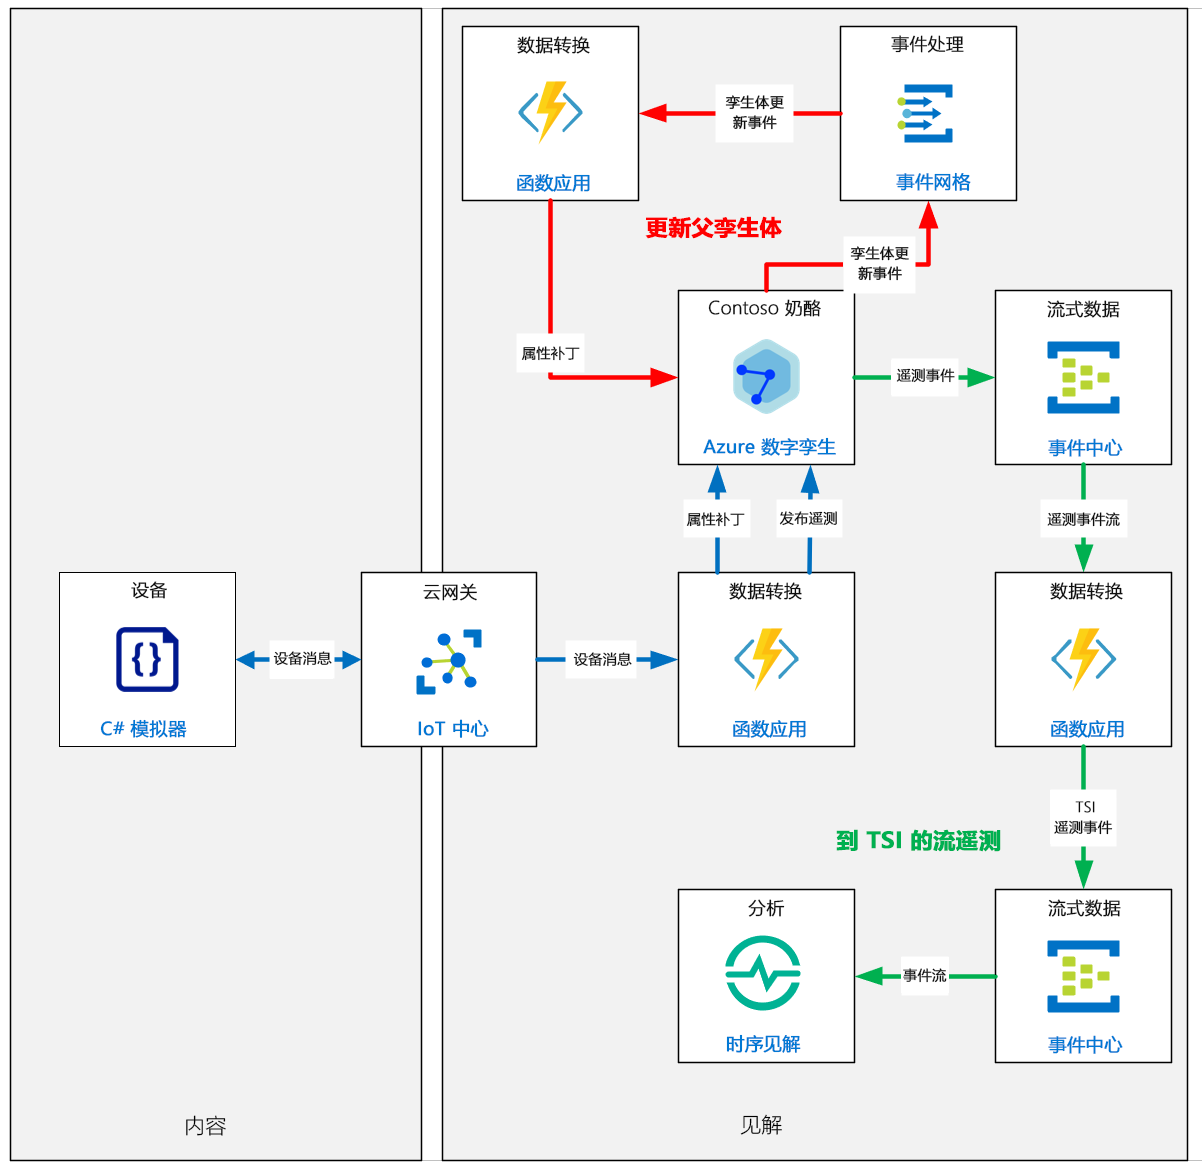 数据转换
函数应用
孪生体更
新事件
事件处理
事件网格
更新父孪生体
孪生体更
新事件
属性补丁
Contoso 奶酪
Azure 数字孪生
遥测事件
流式数据
事件中心
属性补丁
发布遥测
遥测事件流
设备
C# 模拟器
设备消息
云网关
IoT 中心
设备消息
数据转换
函数应用
数据转换
函数应用
TSI
遥测事件
到 TSI 的流遥测
分析
时序见解
事件流
流式数据
事件中心
内容
见解